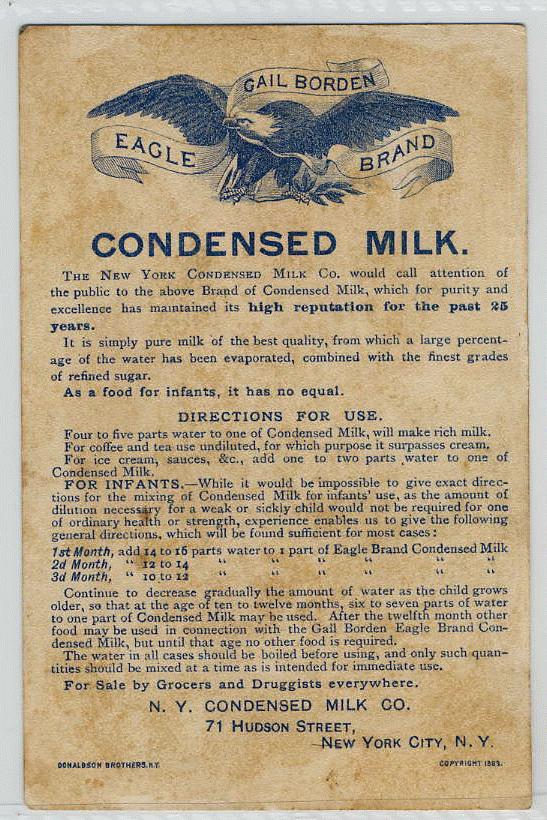 GAIL BORDEN
EAGLE
BRAND
CONDENSED MILK.
THE NEW YORK CONDENSED MILK CO. would call attention of
the public to the above Brand of Condensed Milk, which for purity and
excellence has maintained its high reputation for the past 25
years.
It is simply pure milk of the best quality, from which a large percent-
age of the water has been evaporated, combined with the finest grades
of refined sugar.
As a food for infants, it has no equal.
DIRECTIONS FOR USE.
Four to five parts water to one of Condensed Milk, will make rich milk.
For coffee and tea use undiluted, for which purpose it surpasses cream.
For ice cream, sauces, &c., add one to two parts water to one of
Condensed Milk.
FOR INFANTS.—While it would be impossible to give exact direc-
tions for the mixing of Condensed Milk for infants' use, as the amount of
dilution necessary for a weak or sickly child would not be required for one
of ordinary health or strength, experience enables us to give the following
general directions, which will be found sufficient for most cases:
1st Month, add 14 to 16 parts water to 1 part of Eagle Brand Condensed Milk
2d Month, " 12 to 14 " " " " " "
3d Month, " 10 to 12 " " " " " "
Continue to decrease gradually the amount of water as the child grows
older, so that at the age of ten to twelve months, six to seven parts of water
to one part of Condensed Milk may be used. After the twelfth month other
food may be used in connection with the Gail Borden Eagle Brand Con-
densed Milk, but until that age no other food is required.
The water in all cases should be boiled before using, and only such quan-
tities should be mixed at a time as is intended for immediate use.
For Sale by Grocers and Druggists everywhere.
N. Y. CONDENSED MILK CO.
71 HUDSON STREET,
NEW YORK CITY, N. Y.
DONALDSON BROTHERS, N.Y.
COPYRIGHT 1883.